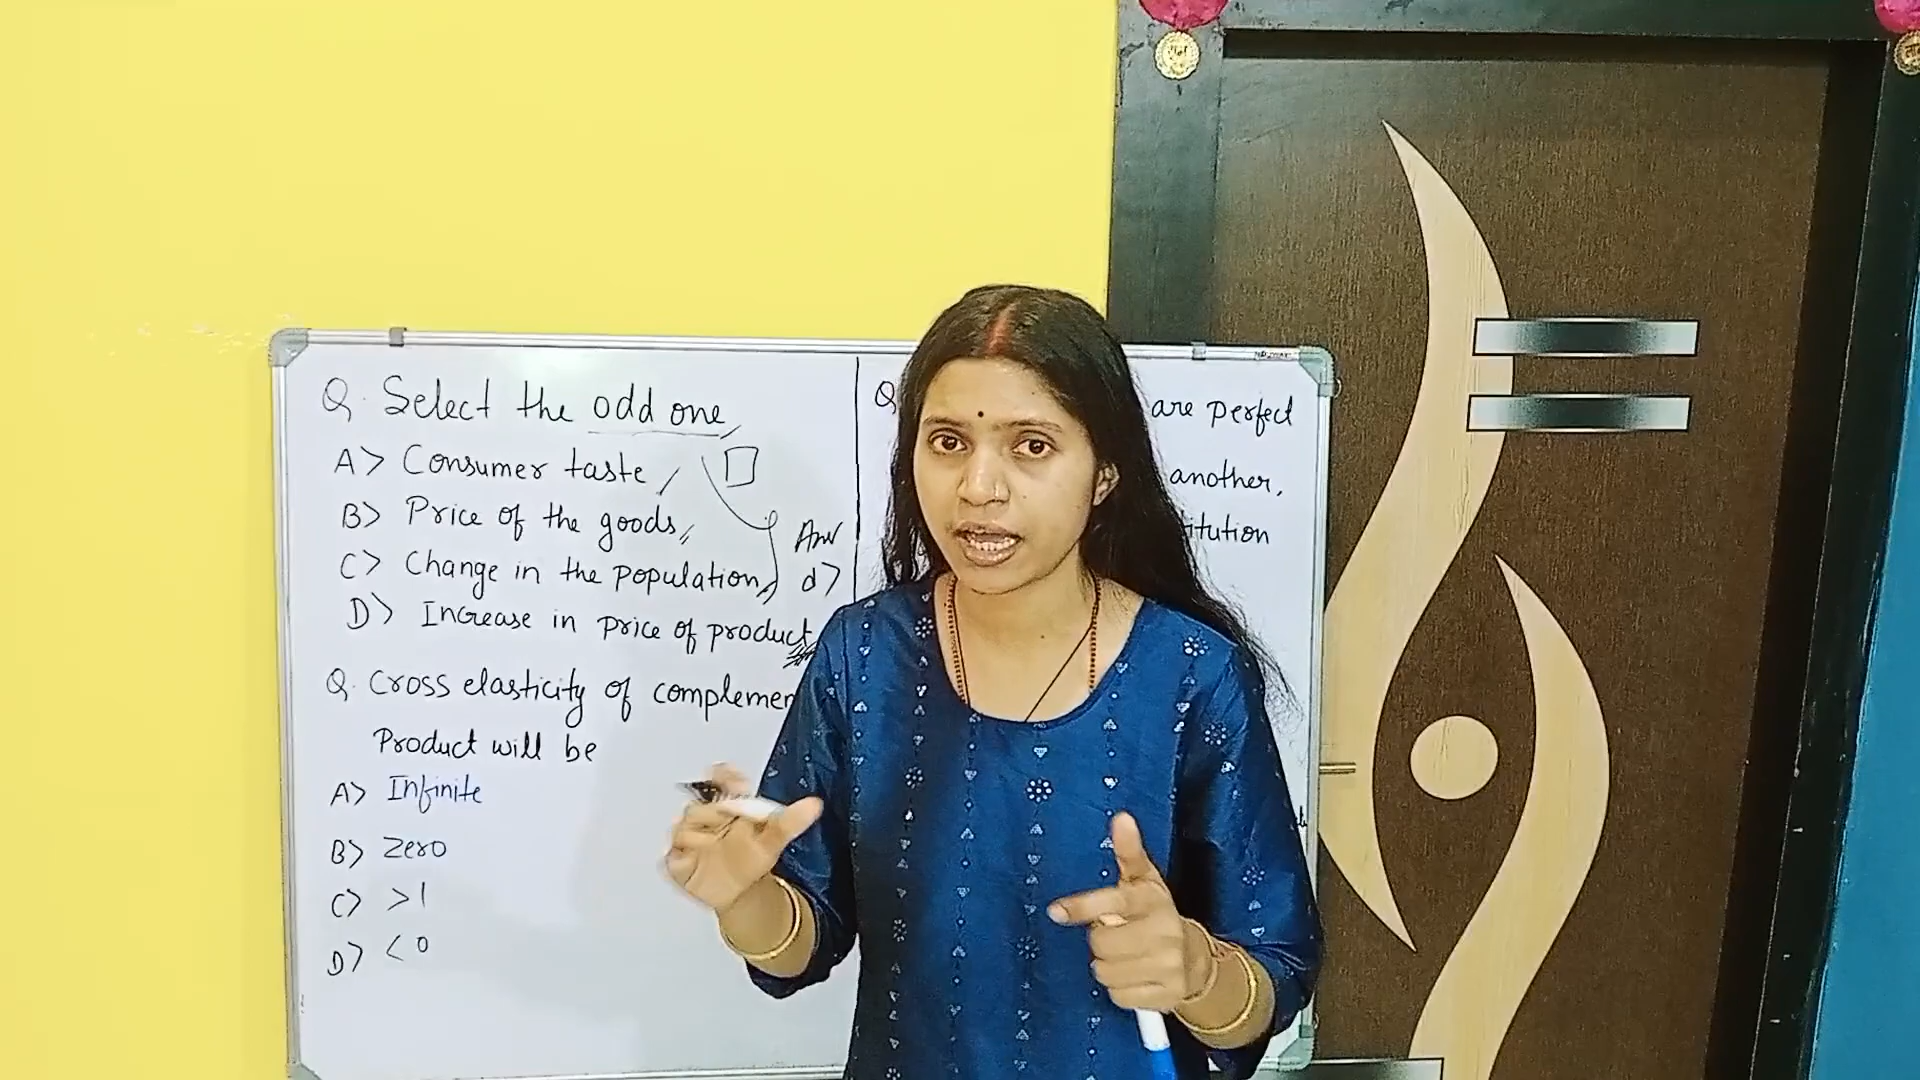 Q. Select the odd one
A> Consumer taste
B> Price of the goods,
C> Change in the population,
D> Increase in price of product
Ans
d>
Q. Cross elasticity of complemen
Product will be
A> Infinite
B> Zero
C> >1
D> <0
Q
are perfect
another,
itution